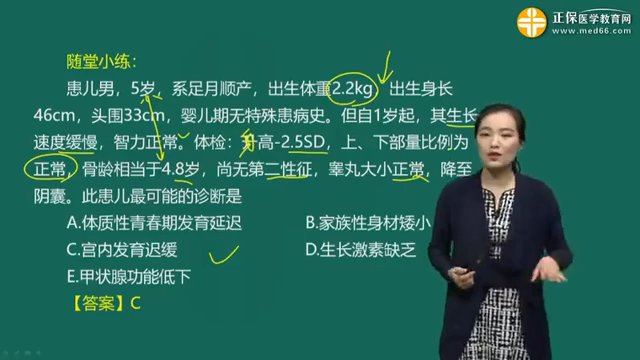 正保医学教育网
www.med66.com
随堂小练：
患儿男，5岁，系足月顺产，出生体重2.2kg，出生身长
46cm，头围33cm，婴儿期无特殊患病史。但自1岁起，其生长
速度缓慢，智力正常。体检：升高-2.5SD，上、下部量比例为
正常，骨龄相当于4.8岁，尚无第二性征，睾丸大小正常，降至
阴囊。此患儿最可能的诊断是
A.体质性青春期发育延迟 B.家族性身材矮小
C.宫内发育迟缓 D.生长激素缺乏
E.甲状腺功能低下
【答案】C